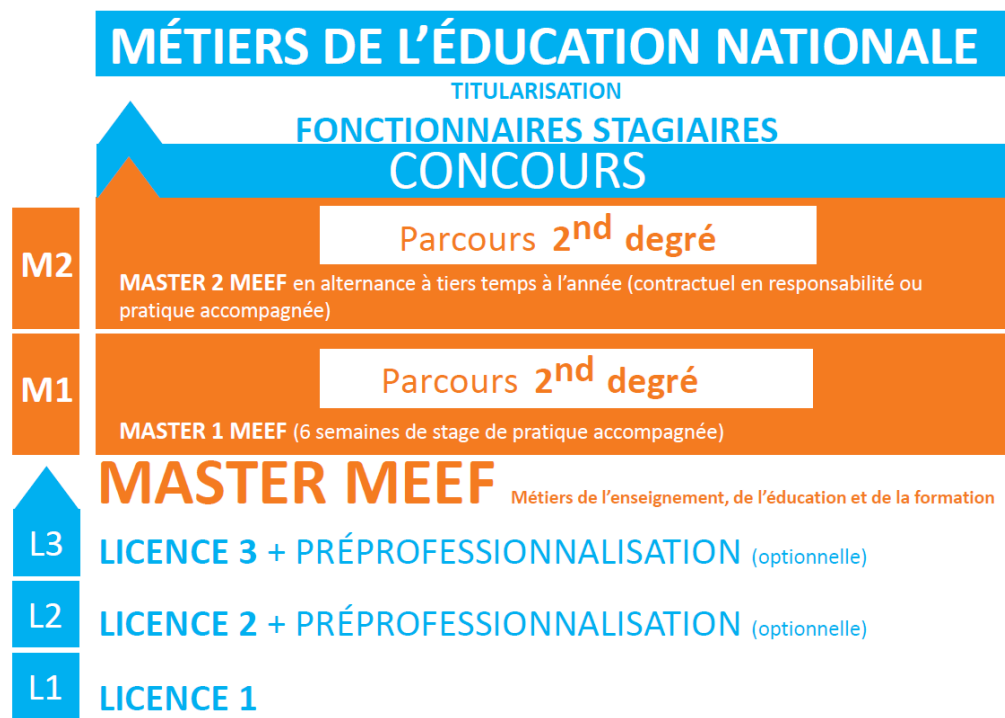 MÉTIERS DE L'ÉDUCATION NATIONALE
TITULARISATION
FONCTIONNAIRES STAGIAIRES
CONCOURS
M2
Parcours 2nd degré
MASTER 2 MEEF en alternance à tiers temps à l'année (contractuel en responsabilité ou
pratique accompagnée)
M1
Parcours 2nd degré
MASTER 1 MEEF (6 semaines de stage de pratique accompagnée)
MASTER MEEF Métiers de l'enseignement, de l'éducation et de la formation
L3 LICENCE 3 + PRÉPROFESSIONNALISATION (optionnelle)
L2 LICENCE 2 + PRÉPROFESSIONNALISATION (optionnelle)
L1 LICENCE 1